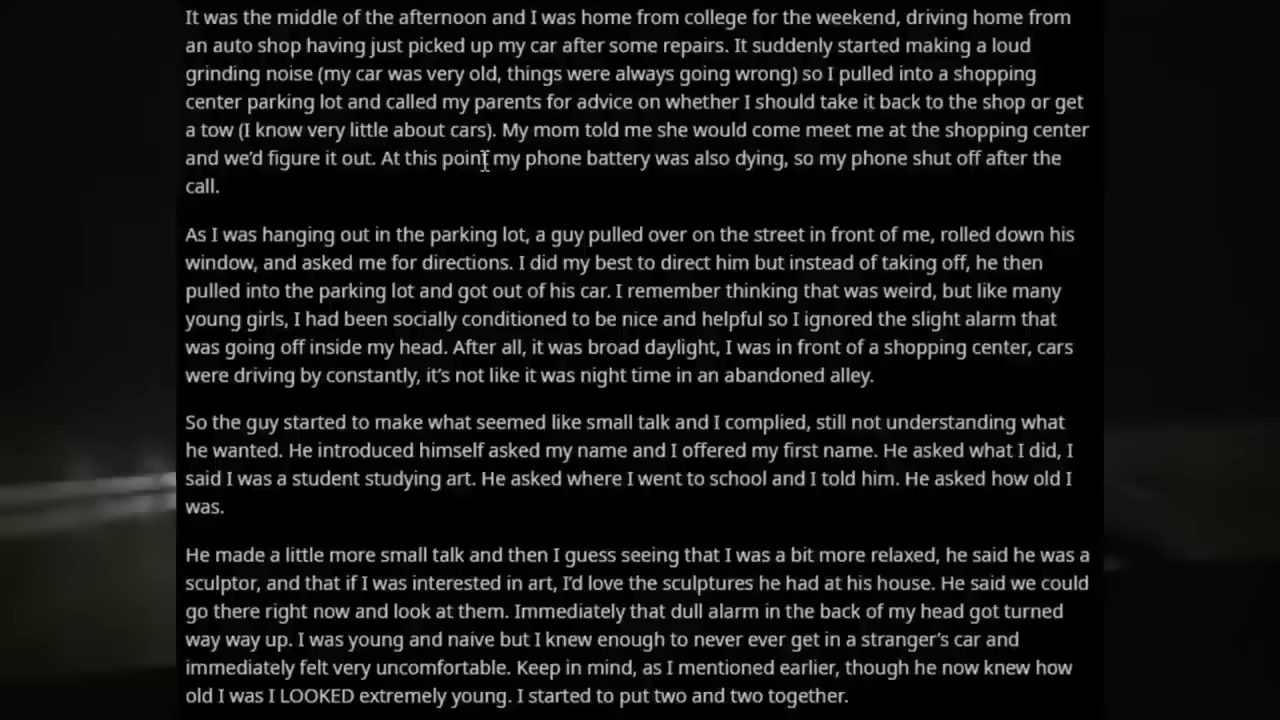 It was the middle of the afternoon and I was home from college for the weekend, driving home from
an auto shop having just picked up my car after some repairs. It suddenly started making a loud
grinding noise (my car was very old, things were always going wrong) so I pulled into a shopping
center parking lot and called my parents for advice on whether I should take it back to the shop or get
a tow (I know very little about cars). My mom told me she would come meet me at the shopping center
and we’d figure it out. At this point my phone battery was also dying, so my phone shut off after the
call.
As I was hanging out in the parking lot, a guy pulled over on the street in front of me, rolled down his
window, and asked me for directions. I did my best to direct him but instead of taking off, he then
pulled into the parking lot and got out of his car. I remember thinking that was weird, but like many
young girls, I had been socially conditioned to be nice and helpful so I ignored the slight alarm that
was going off inside my head. After all, it was broad daylight, I was in front of a shopping center, cars
were driving by constantly, it’s not like it was night time in an abandoned alley.
So the guy started to make what seemed like small talk and I complied, still not understanding what
he wanted. He introduced himself asked my name and I offered my first name. He asked what I did, I
said I was a student studying art. He asked where I went to school and I told him. He asked how old I
was.
He made a little more small talk and then I guess seeing that I was a bit more relaxed, he said he was a
sculptor, and that if I was interested in art, I’d love the sculptures he had at his house. He said we could
go there right now and look at them. Immediately that dull alarm in the back of my head got turned
way way up. I was young and naive but I knew enough to never ever get in a stranger’s car and
immediately felt very uncomfortable. Keep in mind, as I mentioned earlier, though he now knew how
old I was I LOOKED extremely young. I started to put two and two together.